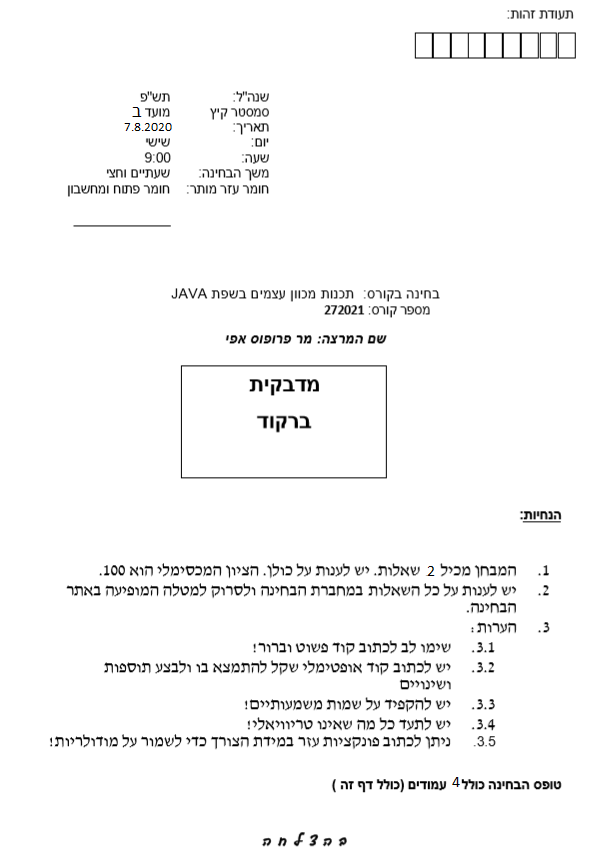 תעודת זהות:
שנה"ל: תש"פ
סמסטר קיץ מועד ב
תאריך: 7.8.2020
יום: שישי
שעה: 9:00
משך הבחינה: שעתיים וחצי
חומר עזר מותר: חומר פתוח ומחשבון
בחינה בקורס: תכנות מכוון עצמים בשפת JAVA
מספר קורס: 272021
שם המרצה: מר פרופוס אפי
מדבקית
ברקוד
הנחיות:
1. המבחן מכיל 2 שאלות. יש לענות על כולן. הציון המכסימלי הוא 100.
2. יש לענות על כל השאלות במחברת הבחינה ולסרוק למטלה המופיעה באתר
הבחינה.
3. הערות:
3.1 שימו לב לכתוב קוד פשוט וברור!
3.2 יש לכתוב קוד אופטימלי שקל להתמצא בו ולבצע תוספות
ושינויים
3.3 יש להקפיד על שמות משמעותיים!
3.4 יש לתעד כל מה שאינו טריוויאלי!
3.5 ניתן לכתוב פונקציות עזר במידת הצורך כדי לשמור על מודולריות!
טופס הבחינה כולל 4 עמודים (כולל דף זה )
בהצלחה